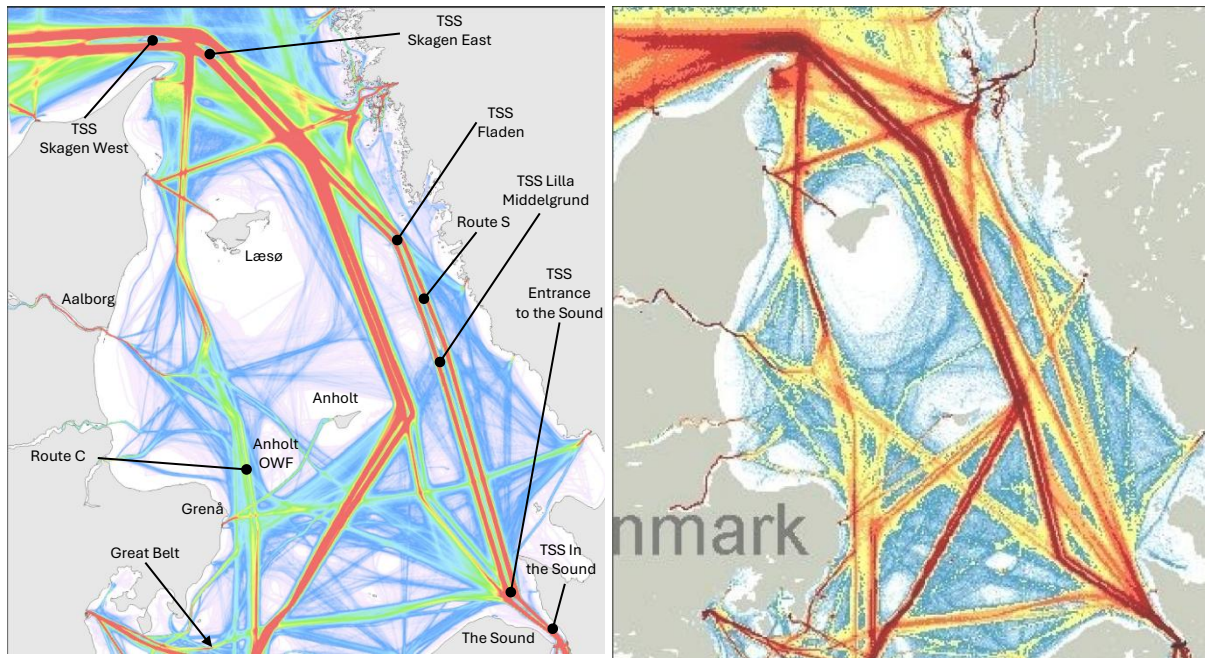 TSS
Skagen East
TSS
Skagen West
TSS
Fladen
TSS Lilla
Middelgrund
Route S
TSS
Entrance
to the Sound
Læsø
Aalborg
Anholt
Anholt
OWF
Route C
Grenå
Great Belt
TSS In
the Sound
The Sound
nmark